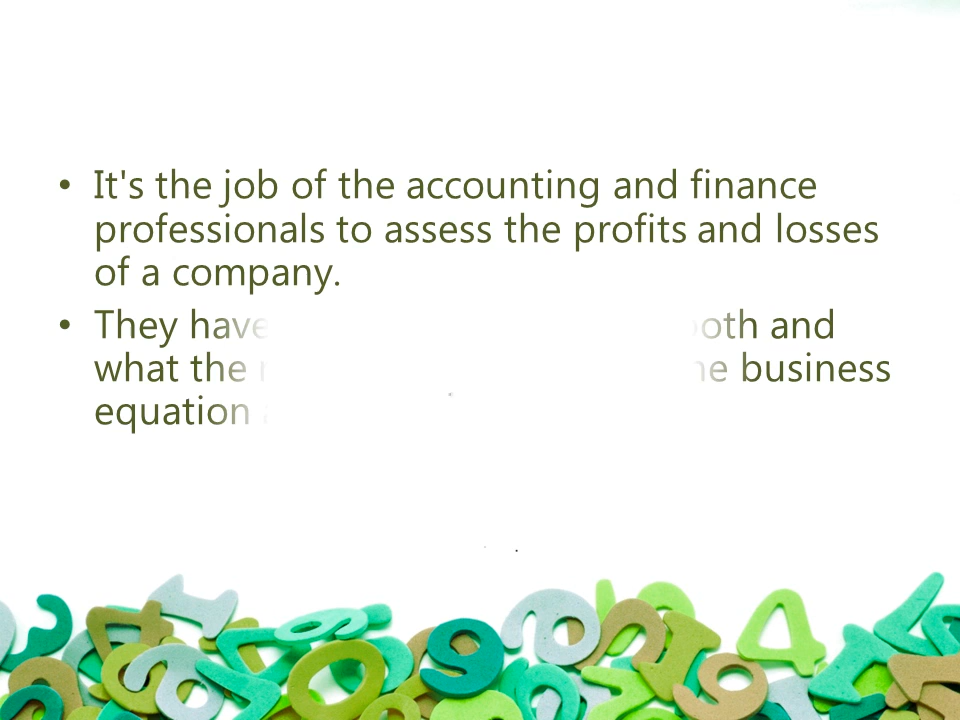 • It's the job of the accounting and finance
professionals to assess the profits and losses
of a company.
• They have both and
what the business
equation